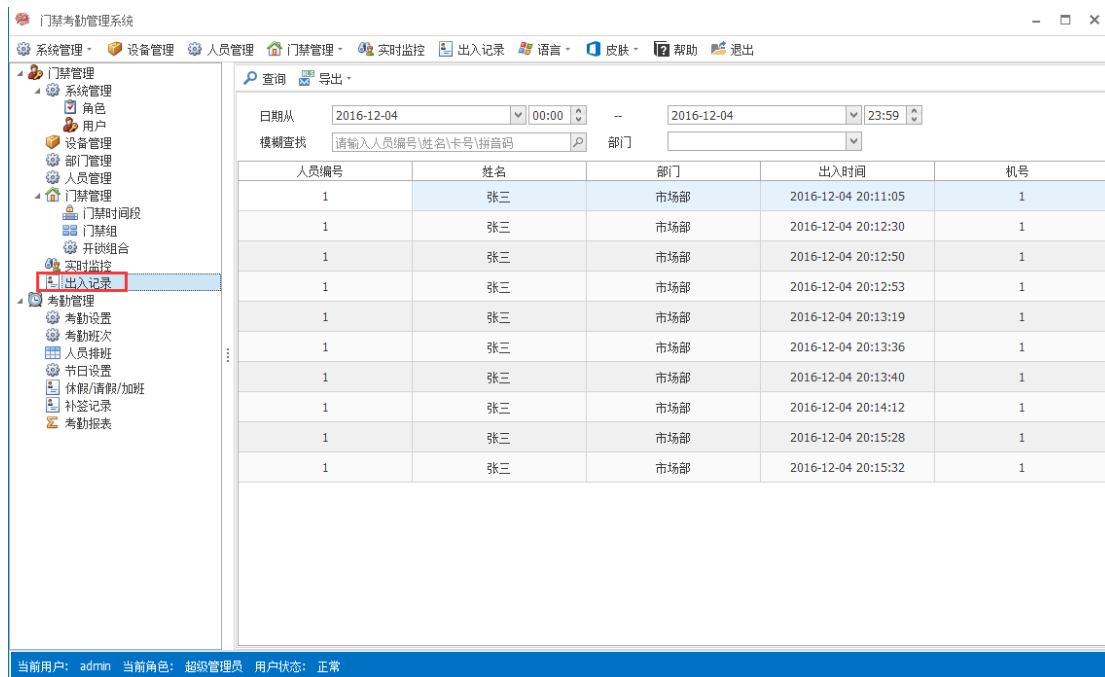 门禁考勤管理系统
系统管理 设备管理 人员管理 门禁管理 实时监控 出入记录 语言 皮肤 帮助 退出
门禁管理
系统管理
角色
用户
设备管理
部门管理
人员管理
门禁管理
门禁时间段
门禁组
开锁组合
实时监控
出入记录
考勤管理
考勤设置
考勤班次
人员排班
节日设置
休假/请假/加班
补签记录
考勤报表
查询 导出
日期从 2016-12-04 00:00 -- 2016-12-04 23:59
模糊查找 请输入人员编号\姓名\卡号\拼音码 部门
人员编号 姓名 部门 出入时间 机号
1 张三 市场部 2016-12-04 20:11:05 1
1 张三 市场部 2016-12-04 20:12:30 1
1 张三 市场部 2016-12-04 20:12:50 1
1 张三 市场部 2016-12-04 20:12:53 1
1 张三 市场部 2016-12-04 20:13:19 1
1 张三 市场部 2016-12-04 20:13:36 1
1 张三 市场部 2016-12-04 20:13:40 1
1 张三 市场部 2016-12-04 20:14:12 1
1 张三 市场部 2016-12-04 20:15:28 1
1 张三 市场部 2016-12-04 20:15:32 1
当前用户: admin 当前角色: 超级管理员 用户状态: 正常